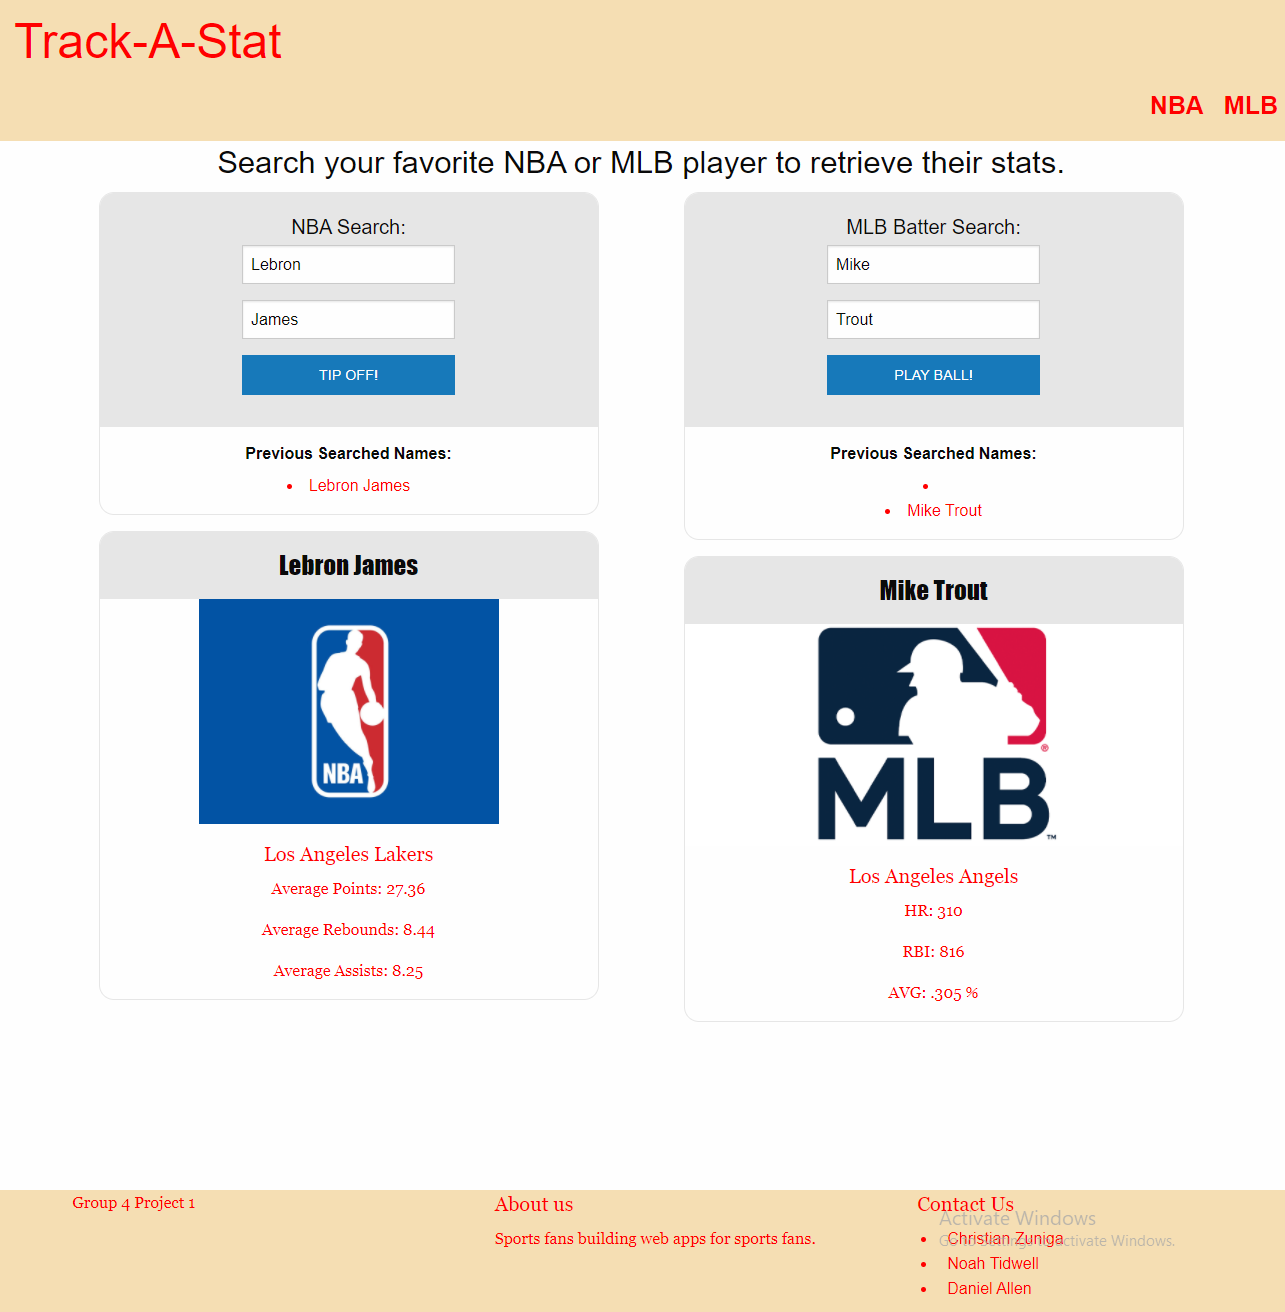 Track-A-Stat
NBA MLB
Search your favorite NBA or MLB player to retrieve their stats.
NBA Search:
Lebron
James
TIP OFF!
Previous Searched Names:
Lebron James
Lebron James
NBA
Los Angeles Lakers
Average Points: 27.36
Average Rebounds: 8.44
Average Assists: 8.25
MLB Batter Search:
Mike
Trout
PLAY BALL!
Previous Searched Names:
Mike Trout
Mike Trout
®
MLB™
Los Angeles Angels
HR: 310
RBI: 816
AVG: .305 %
Group 4 Project 1
About us
Sports fans building web apps for sports fans.
Contact Us
Christian Zuniga
Noah Tidwell
Daniel Allen
Activate Windows
Go to Settings to activate Windows.